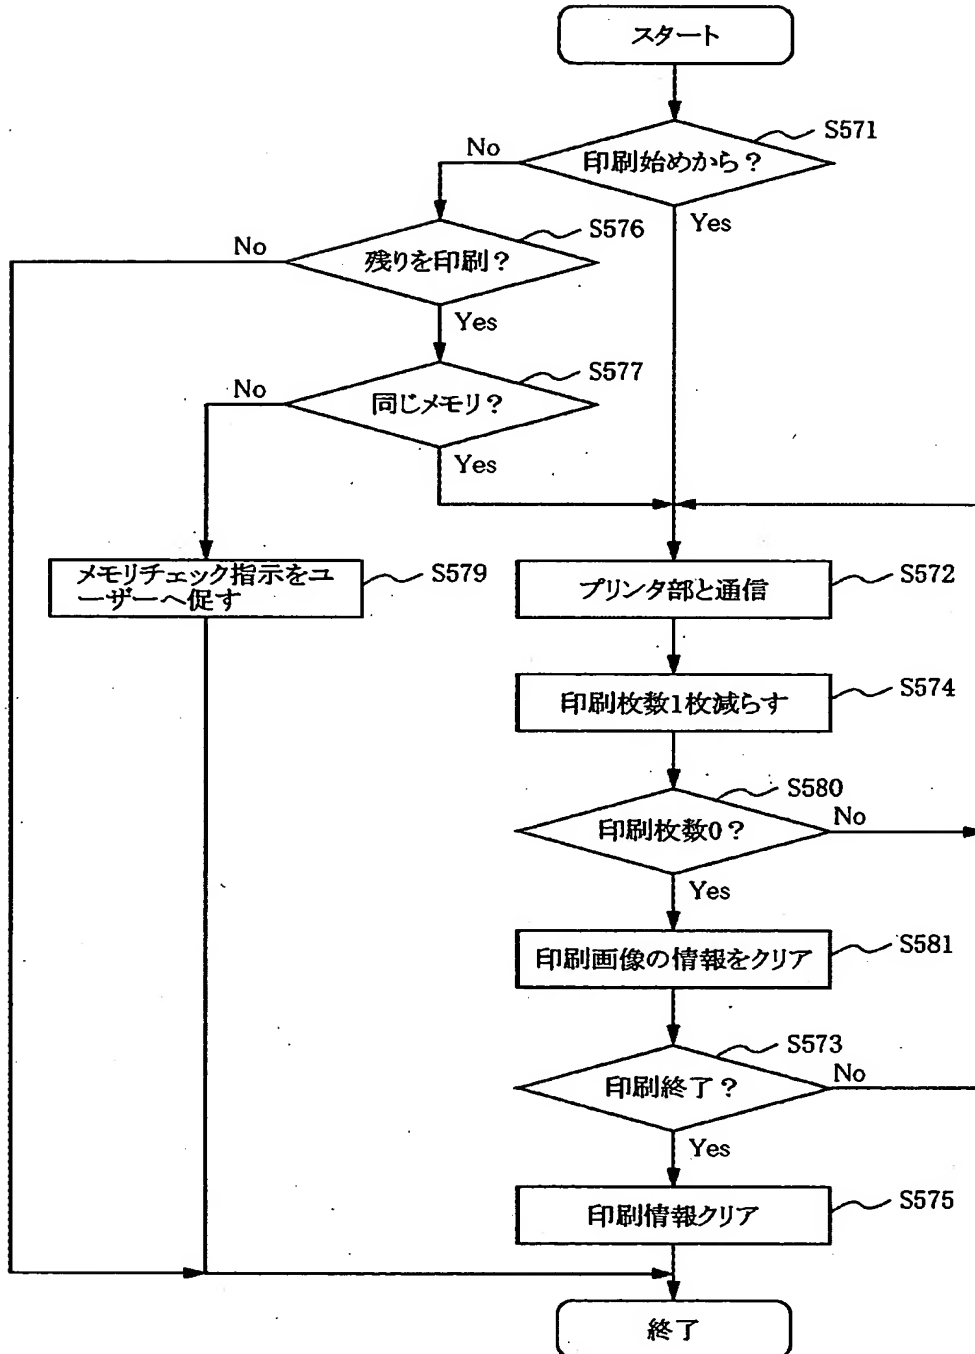 スタート
S571
印刷始めから？
No
Yes
S576
残りを印刷？
No
Yes
S577
同じメモリ？
No
Yes
メモリチェック指示をユ
ーザーへ促す
S579
プリンタ部と通信
S572
印刷枚数1枚減らす
S574
S580
印刷枚数0？
No
Yes
印刷画像の情報をクリア
S581
S573
印刷終了？
No
Yes
印刷情報クリア
S575
終了